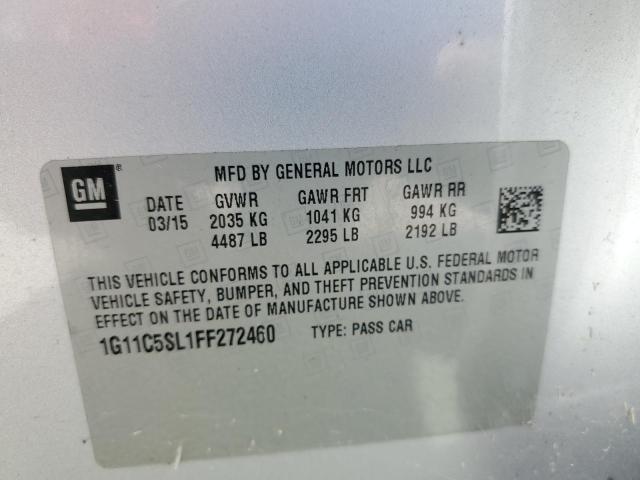 GM
MFD BY GENERAL MOTORS LLC
DATE GVWR GAWR FRT GAWR RR
03/15 2035 KG 1041 KG 994 KG
4487 LB 2295 LB 2192 LB
THIS VEHICLE CONFORMS TO ALL APPLICABLE U.S. FEDERAL MOTOR
VEHICLE SAFETY, BUMPER, AND THEFT PREVENTION STANDARDS IN
EFFECT ON THE DATE OF MANUFACTURE SHOWN ABOVE.
1G11C5SL1FF272460 TYPE: PASS CAR